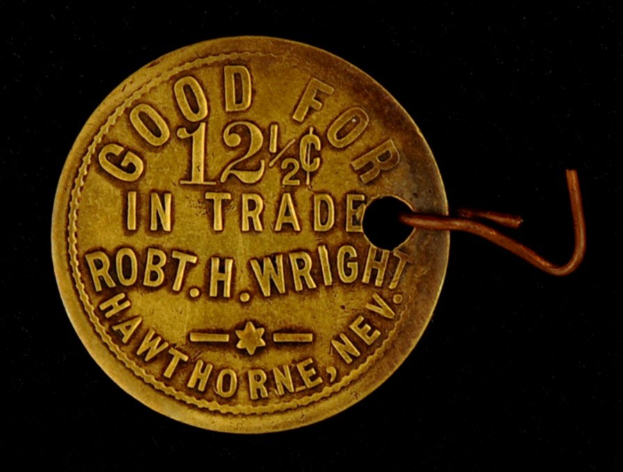 GOOD FOR
12½¢
IN TRADE
ROBT. H. WRIGHT
HAWTHORNE, NEV.